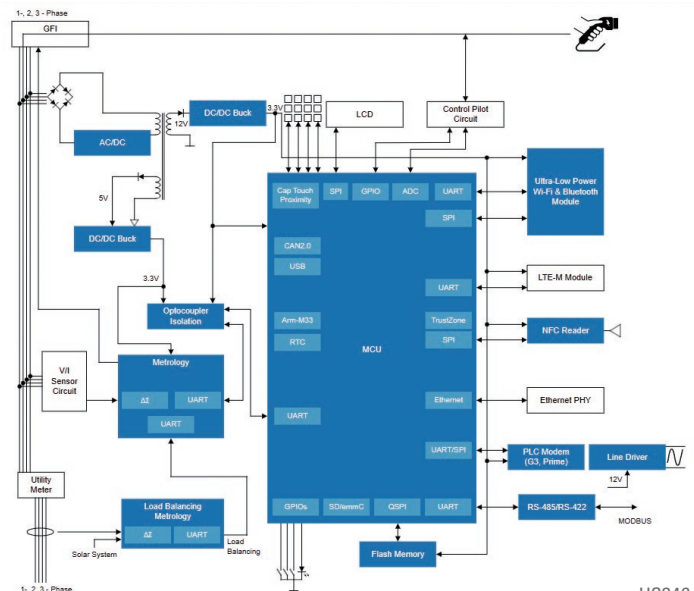 1-, 2, 3 - Phase
GFI
DC/DC Buck
3.3V
12V
LCD
Control Pilot
Circuit
AC/DC
5V
DC/DC Buck
3.3V
Cap Touch
Proximity
SPI
GPIO
ADC
UART
SPI
Ultra-Low Power
Wi-Fi & Bluetooth
Module
CAN2.0
USB
UART
LTE-M Module
Optocoupler
Isolation
Arm-M33
RTC
MCU
TrustZone
SPI
NFC Reader
V/I
Sensor
Circuit
Metrology
ΔΣ
UART
UART
UART
Ethernet
Ethernet PHY
UART/SPI
PLC Modem
(G3, Prime)
Line Driver
12V
Utility
Meter
Load Balancing
Metrology
ΔΣ
UART
Load
Balancing
Solar System
GPIOs
SD/emmC
QSPI
UART
RS-485/RS-422
MODBUS
Flash Memory
1-, 2, 3 - Phase